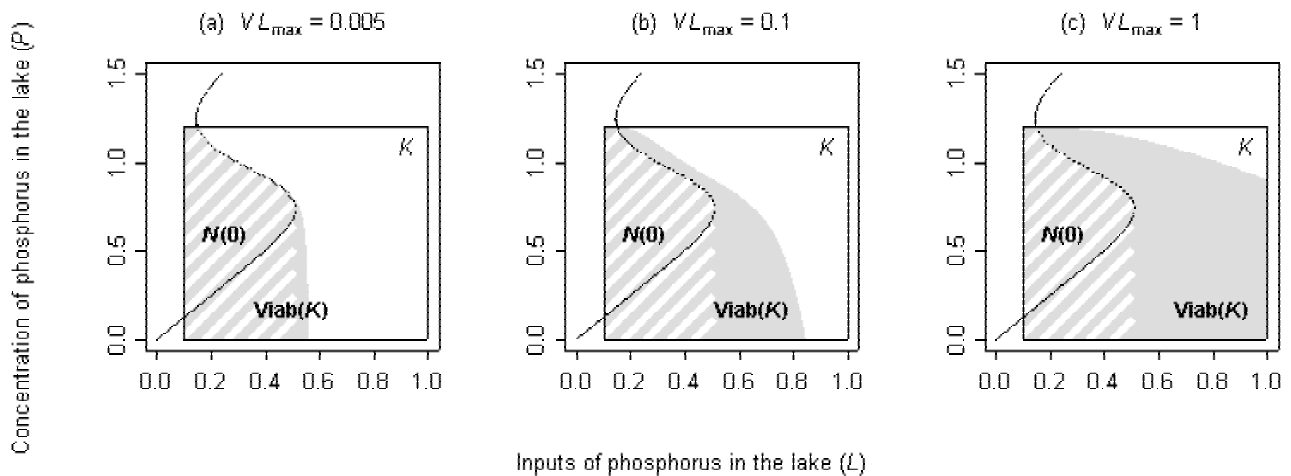 (a) VLmax = 0.005
(b) VLmax = 0.1
(c) VLmax = 1
Concentration of phosphorus in the lake (P)
1.5
1.0
0.5
0.0
K
N(0)
Viab(K)
0.0 0.2 0.4 0.6 0.8 1.0
1.5
1.0
0.5
0.0
K
N(0)
Viab(K)
0.0 0.2 0.4 0.6 0.8 1.0
1.5
1.0
0.5
0.0
K
N(0)
Viab(K)
0.0 0.2 0.4 0.6 0.8 1.0
Inputs of phosphorus in the lake (L)